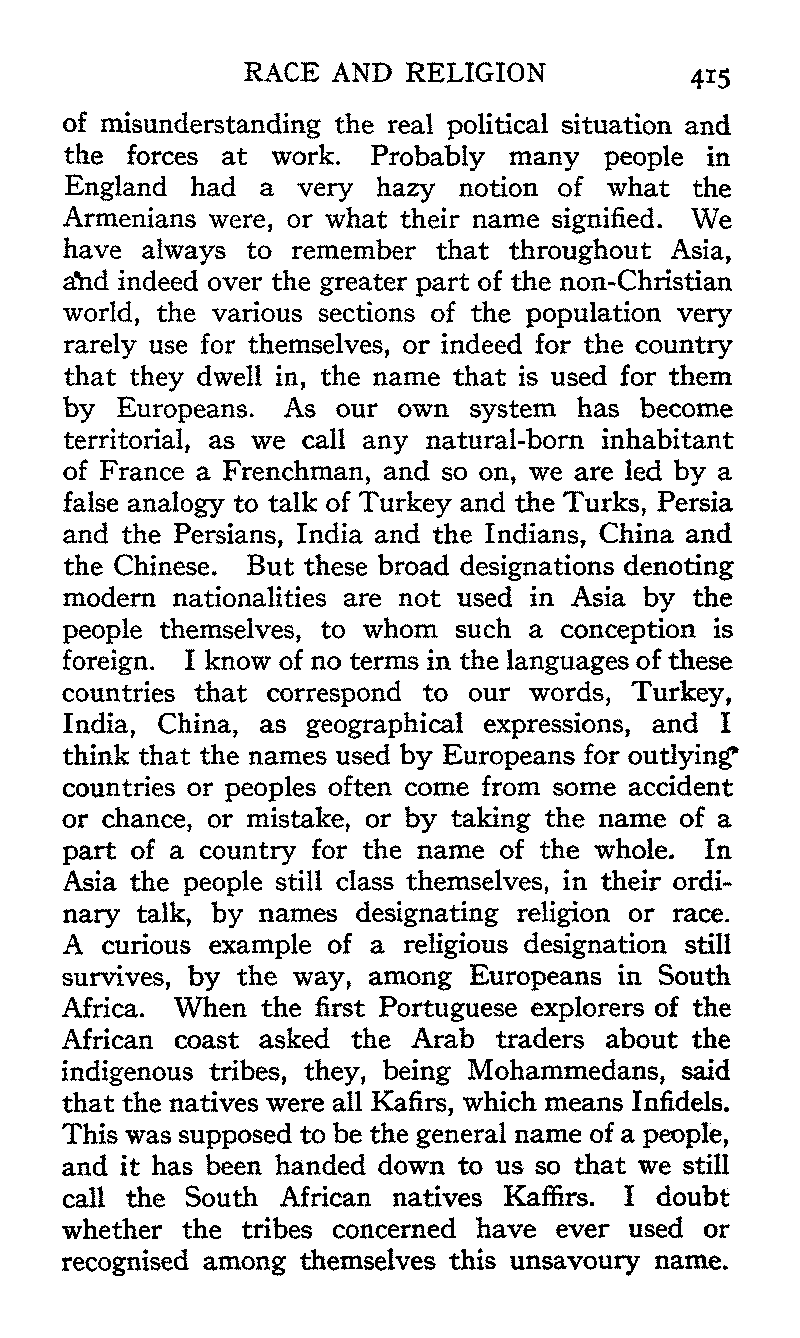 RACE AND RELIGION 415
of misunderstanding the real political situation and
the forces at work. Probably many people in
England had a very hazy notion of what the
Armenians were, or what their name signified. We
have always to remember that throughout Asia,
and indeed over the greater part of the non-Christian
world, the various sections of the population very
rarely use for themselves, or indeed for the country
that they dwell in, the name that is used for them
by Europeans. As our own system has become
territorial, as we call any natural-born inhabitant
of France a Frenchman, and so on, we are led by a
false analogy to talk of Turkey and the Turks, Persia
and the Persians, India and the Indians, China and
the Chinese. But these broad designations denoting
modern nationalities are not used in Asia by the
people themselves, to whom such a conception is
foreign. I know of no terms in the languages of these
countries that correspond to our words, Turkey,
India, China, as geographical expressions, and I
think that the names used by Europeans for outlying
countries or peoples often come from some accident
or chance, or mistake, or by taking the name of a
part of a country for the name of the whole. In
Asia the people still class themselves, in their ordi-
nary talk, by names designating religion or race.
A curious example of a religious designation still
survives, by the way, among Europeans in South
Africa. When the first Portuguese explorers of the
African coast asked the Arab traders about the
indigenous tribes, they, being Mohammedans, said
that the natives were all Kafirs, which means Infidels.
This was supposed to be the general name of a people,
and it has been handed down to us so that we still
call the South African natives Kaffirs. I doubt
whether the tribes concerned have ever used or
recognised among themselves this unsavoury name.